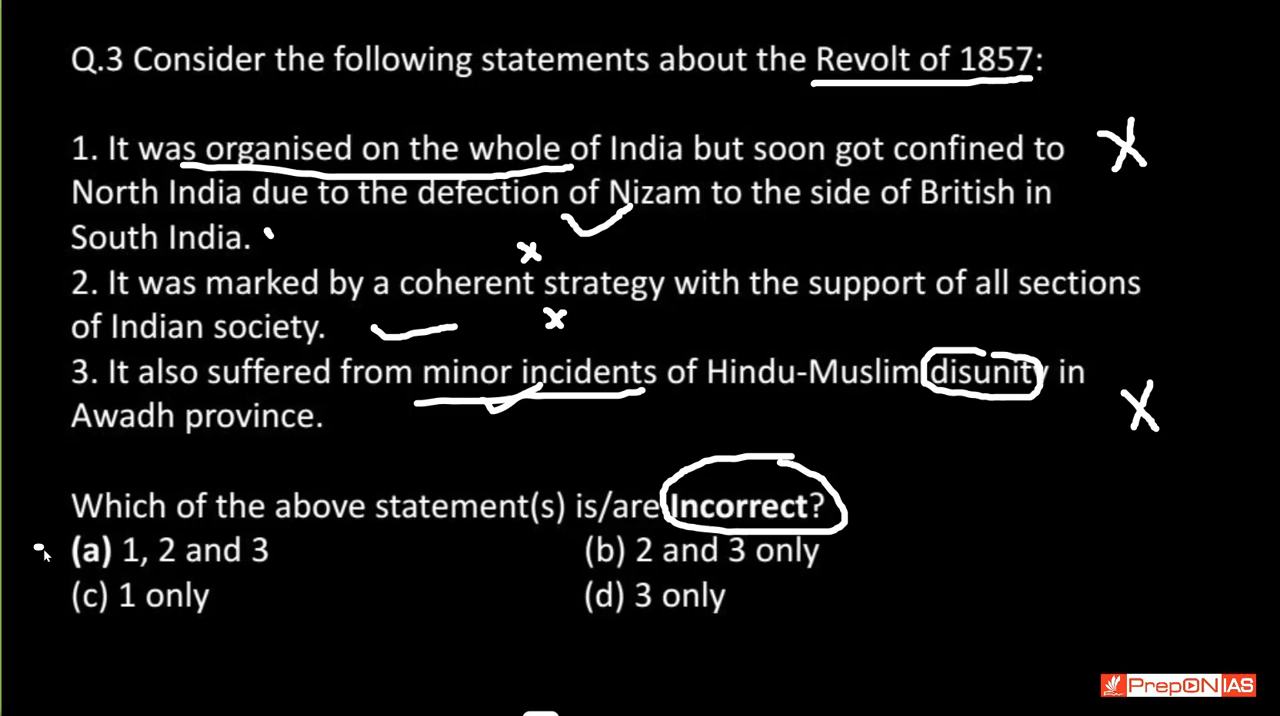 Q.3 Consider the following statements about the Revolt of 1857:
1. It was organised on the whole of India but soon got confined to
North India due to the defection of Nizam to the side of British in
South India.
2. It was marked by a coherent strategy with the support of all sections
of Indian society.
3. It also suffered from minor incidents of Hindu-Muslim disunity in
Awadh province.
Which of the above statement(s) is/are Incorrect?
(a) 1, 2 and 3 (b) 2 and 3 only
(c) 1 only (d) 3 only
PrepON IAS